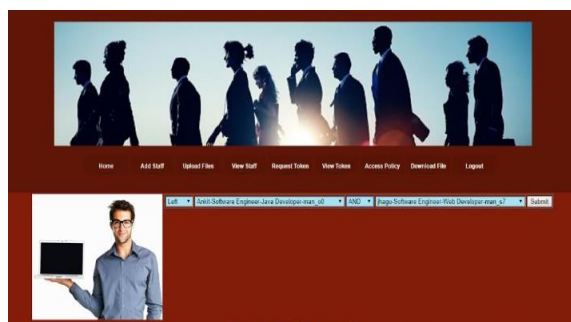 Home Add Staff Upload Files View Staff Request Token View Token Access Policy Download File Logout
Left Ankit-Software Engineer-Java Developer-man_o0 AND jhago-Software Engineer-Web Developer-man_s7 Submit